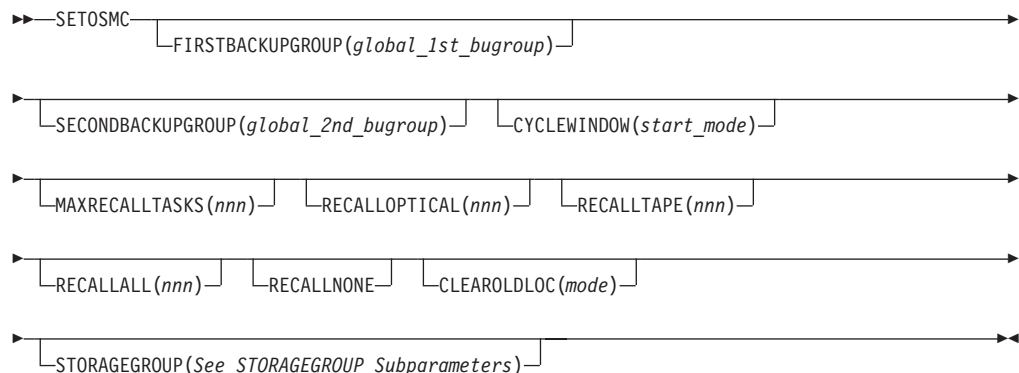 SETOSMC
FIRSTBACKUPGROUP(global_1st_bugroup)
SECONDBACKUPGROUP(global_2nd_bugroup) CYCLEWINDOW(start_mode)
MAXRECALLTASKS(nnn) RECALLOPTICAL(nnn) RECALLTAPE(nnn)
RECALLALL(nnn) RECALLNONE CLEAROLDLOC(mode)
STORAGEGROUP(See STORAGEGROUP Subparameters)